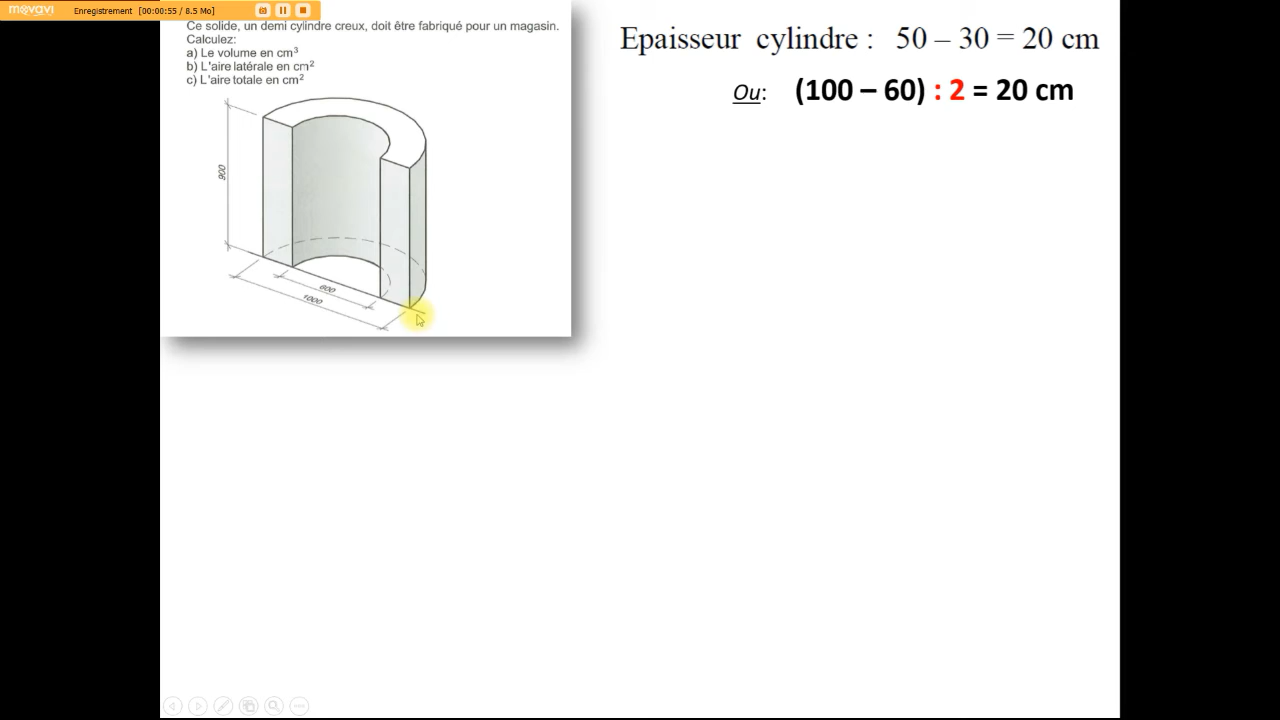 movavi
Enregistrement [00:00:55 / 8.5 Mo]
Ce solide, un demi cylindre creux, doit être fabriqué pour un magasin.
Calculez:
a) Le volume en cm³
b) L'aire latérale en cm²
c) L'aire totale en cm²
900
600
1000
Epaisseur cylindre : 50 – 30 = 20 cm
Ou: (100 – 60) : 2 = 20 cm